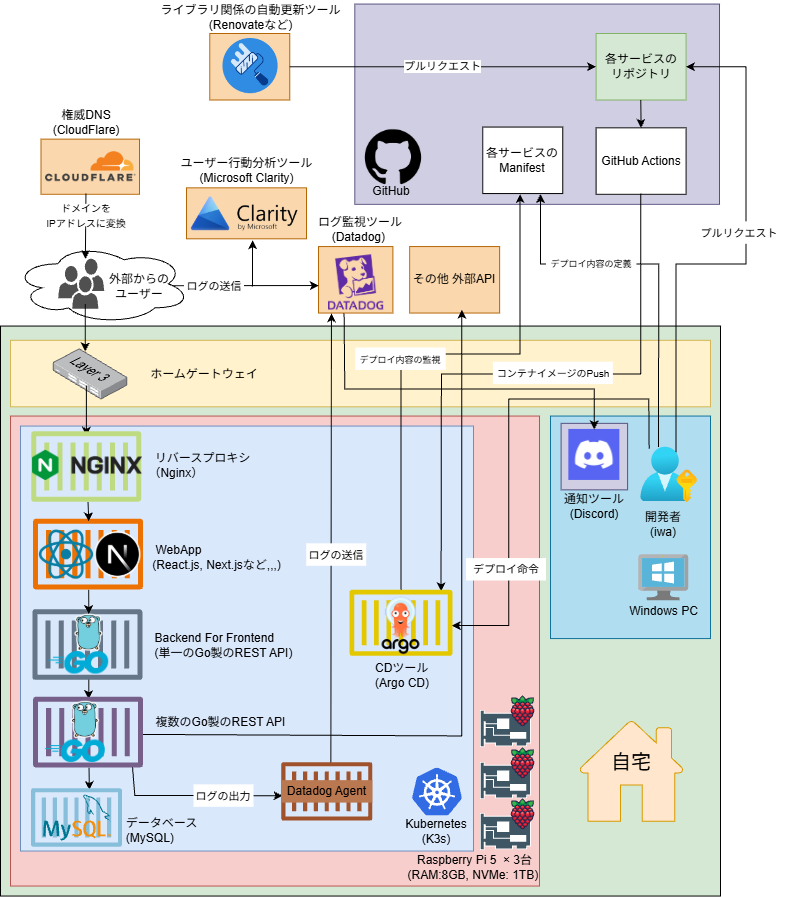 ライブラリ関係の自動更新ツール
(Renovateなど)
プルリクエスト
各サービスの
リポジトリ
権威DNS
(CloudFlare)
CLOUDFLARE
ユーザー行動分析ツール
(Microsoft Clarity)
Clarity
by Microsoft
GitHub
各サービスの
Manifest
GitHub Actions
ドメインを
IPアドレスに変換
ログ監視ツール
(Datadog)
DATADOG
プルリクエスト
外部からの
ユーザー
ログの送信
その他 外部API
デプロイ内容の定義
Layer 3
ホームゲートウェイ
デプロイ内容の監視
コンテナイメージのPush
NGINX
リバースプロキシ
(Nginx)
通知ツール
(Discord)
開発者
(iwa)
WebApp
(React.js, Next.jsなど,,,)
N
ログの送信
デプロイ命令
Windows PC
Backend For Frontend
(単一のGo製のREST API)
GO
argo
CDツール
(Argo CD)
複数のGo製のREST API
GO
自宅
Datadog Agent
ログの出力
MySQL
データベース
(MySQL)
Kubernetes
(K3s)
Raspberry Pi 5 × 3台
(RAM:8GB, NVMe: 1TB)